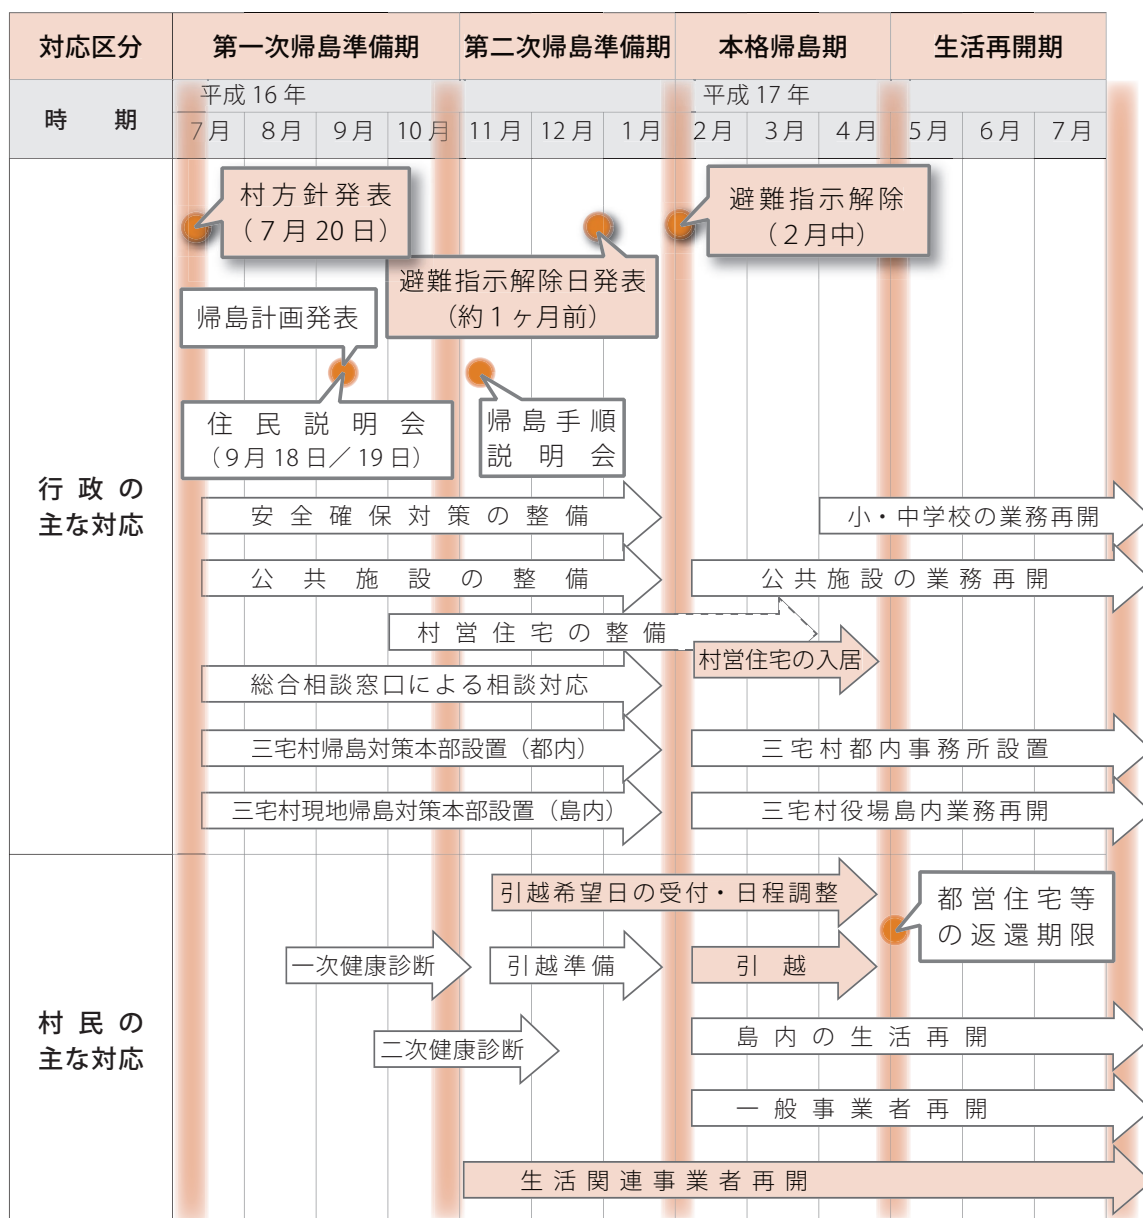 対応区分
第一次帰島準備期
第二次帰島準備期
本格帰島期
生活再開期
時 期
平成 16 年
平成 17 年
7月 8月 9月 10月 11月 12月 1月 2月 3月 4月 5月 6月 7月
行政の
主な対応
村方針発表
（７月 20 日）
避難指示解除日発表
（約１ヶ月前）
避難指示解除
（２月中）
帰島計画発表
住民説明会
（９月 18 日／ 19 日）
帰島手順
説明会
安全確保対策の整備
小・中学校の業務再開
公共施設の整備
公共施設の業務再開
村営住宅の整備
村営住宅の入居
総合相談窓口による相談対応
三宅村帰島対策本部設置（都内）
三宅村都内事務所設置
三宅村現地帰島対策本部設置（島内）
三宅村役場島内業務再開
村民の
主な対応
引越希望日の受付・日程調整
都営住宅等
の返還期限
一次健康診断
引越準備
引越
二次健康診断
島内の生活再開
一般事業者再開
生活関連事業者再開